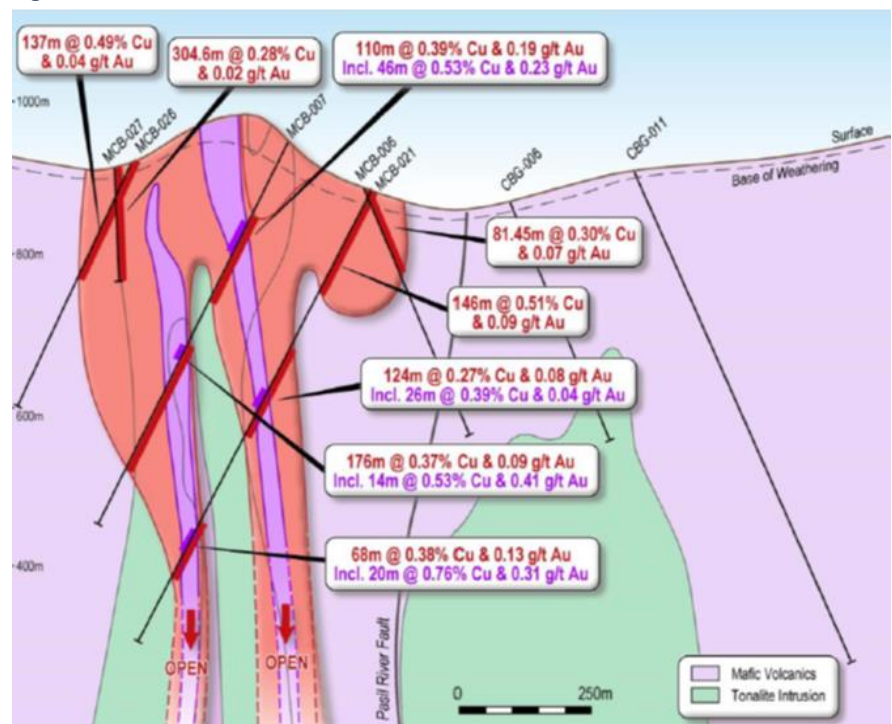 137m @ 0.49% Cu
& 0.04 g/t Au
304.6m @ 0.28% Cu
& 0.02 g/t Au
110m @ 0.39% Cu & 0.19 g/t Au
Incl. 46m @ 0.53% Cu & 0.23 g/t Au
1000m
MCB-027
MCB-026
MCB-007
MCB-006
MCB-021
CBG-006
CBG-011
Surface
Base of Weathering
800m
81.45m @ 0.30% Cu
& 0.07 g/t Au
146m @ 0.51% Cu
& 0.09 g/t Au
124m @ 0.27% Cu & 0.08 g/t Au
Incl. 26m @ 0.39% Cu & 0.04 g/t Au
600m
176m @ 0.37% Cu & 0.09 g/t Au
Incl. 14m @ 0.53% Cu & 0.41 g/t Au
400m
68m @ 0.38% Cu & 0.13 g/t Au
Incl. 20m @ 0.76% Cu & 0.31 g/t Au
OPEN
OPEN
Pasil River Fault
0
250m
Mafic Volcanics
Tonalite Intrusion